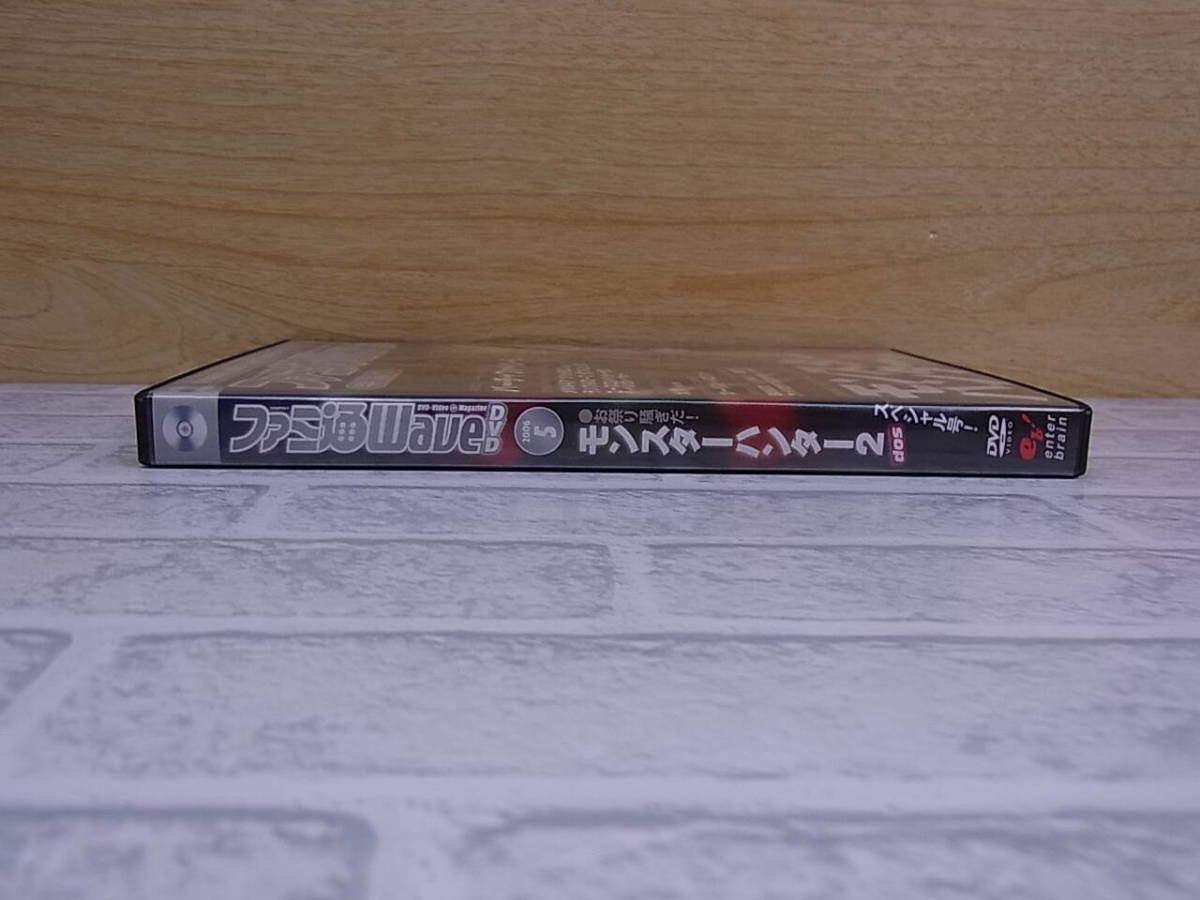 ファミ通Wave DVD
DVD-Video Magazine
2006
5
●お祭り騒ぎだ!
モンスターハンター2
dos
スペシャル号!
DVD
VIDEO
eb!
enter
brain